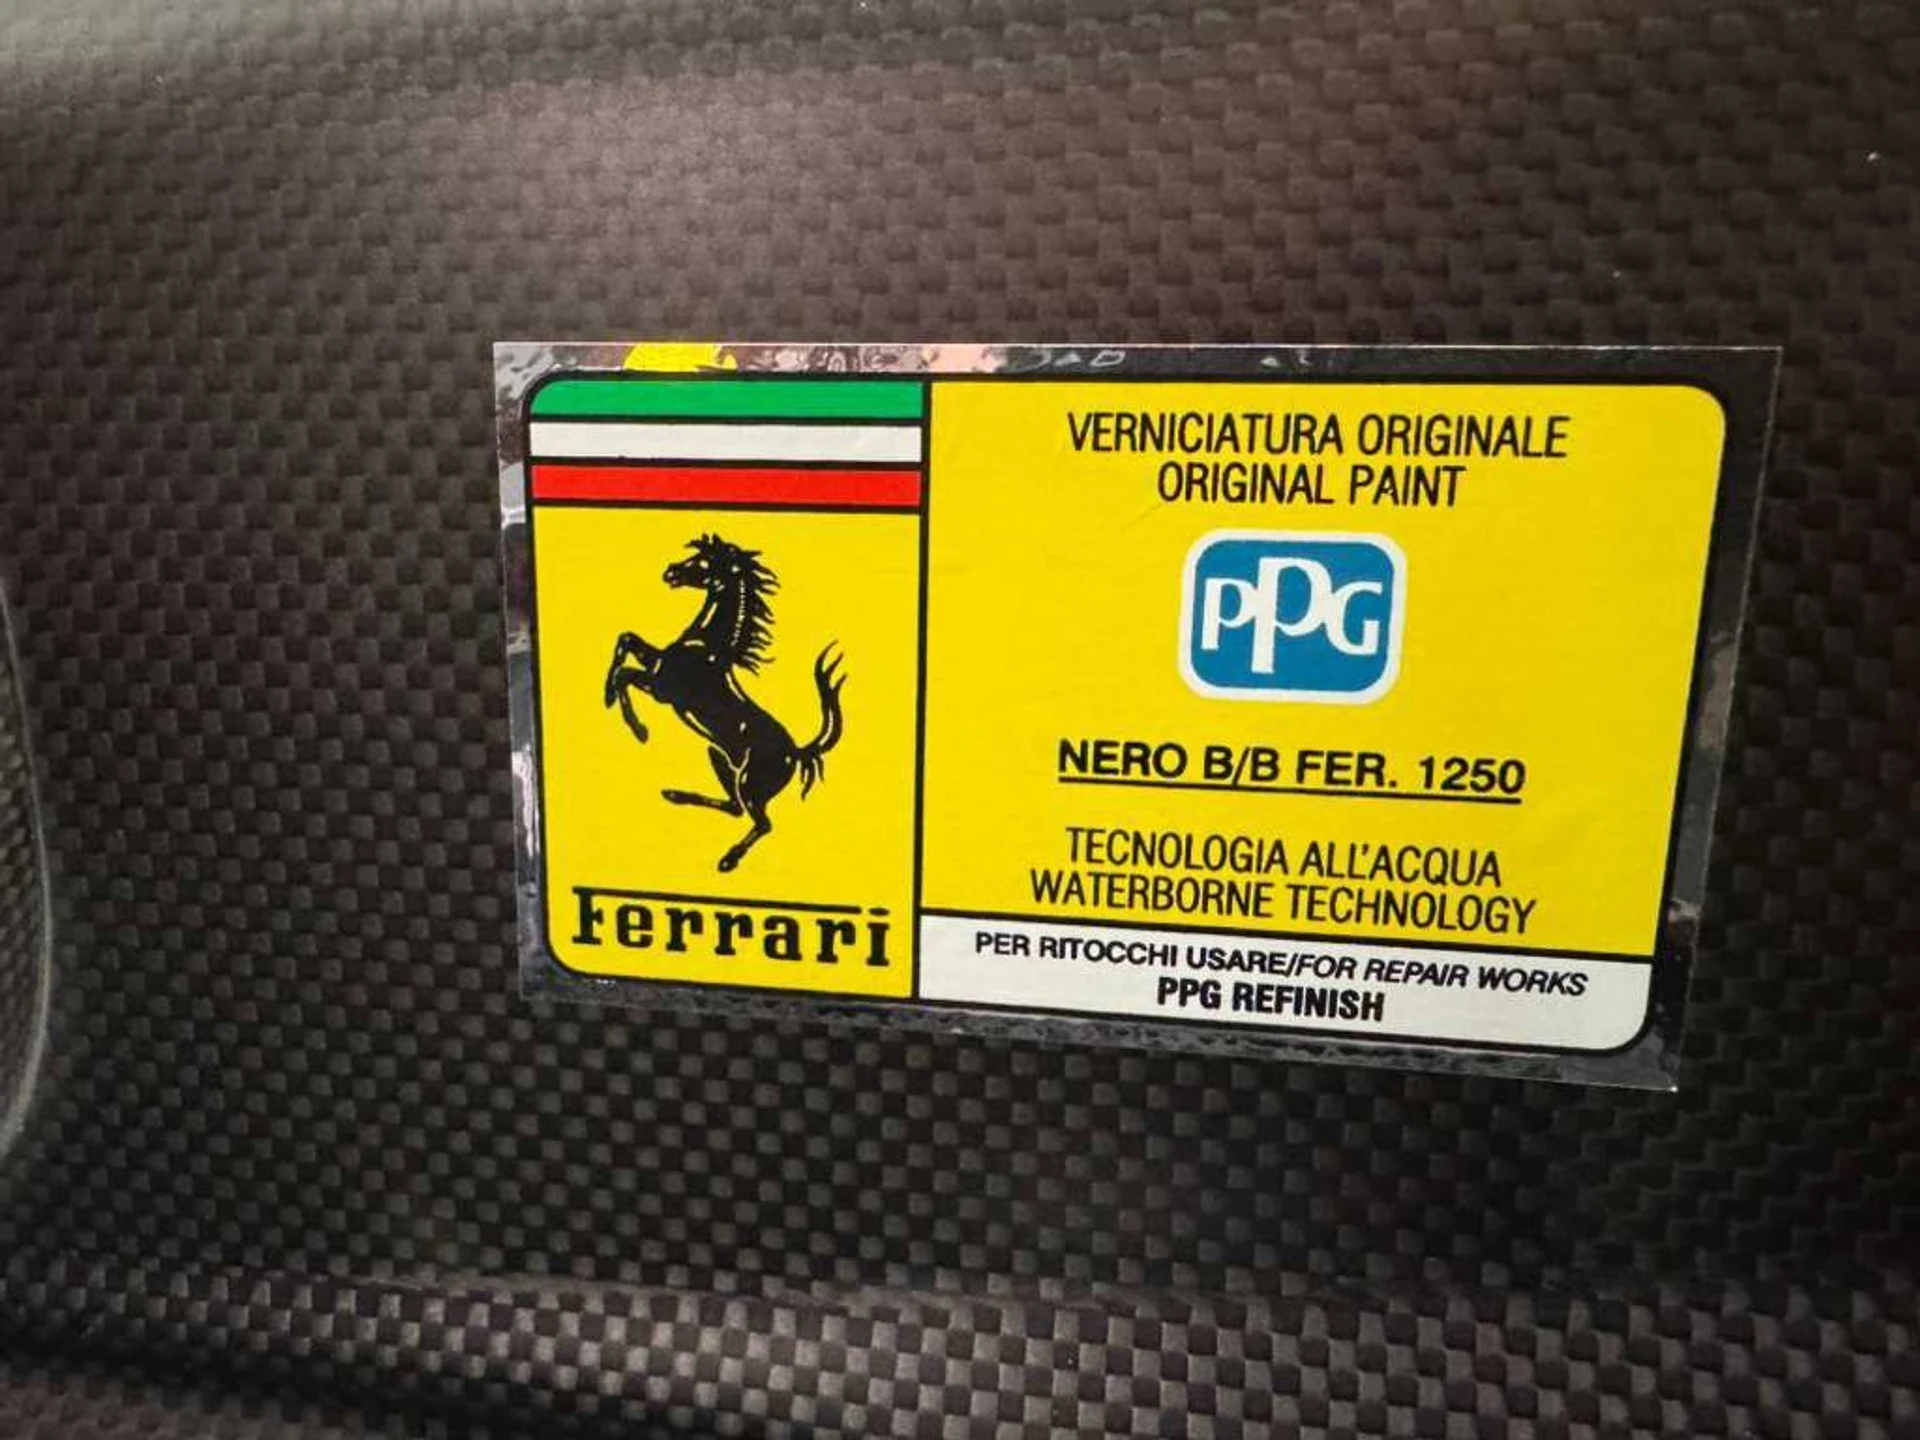 Ferrari
VERNICIATURA ORIGINALE
ORIGINAL PAINT
PPG
NERO B/B FER. 1250
TECNOLOGIA ALL'ACQUA
WATERBORNE TECHNOLOGY
PER RITOCCHI USARE/FOR REPAIR WORKS
PPG REFINISH